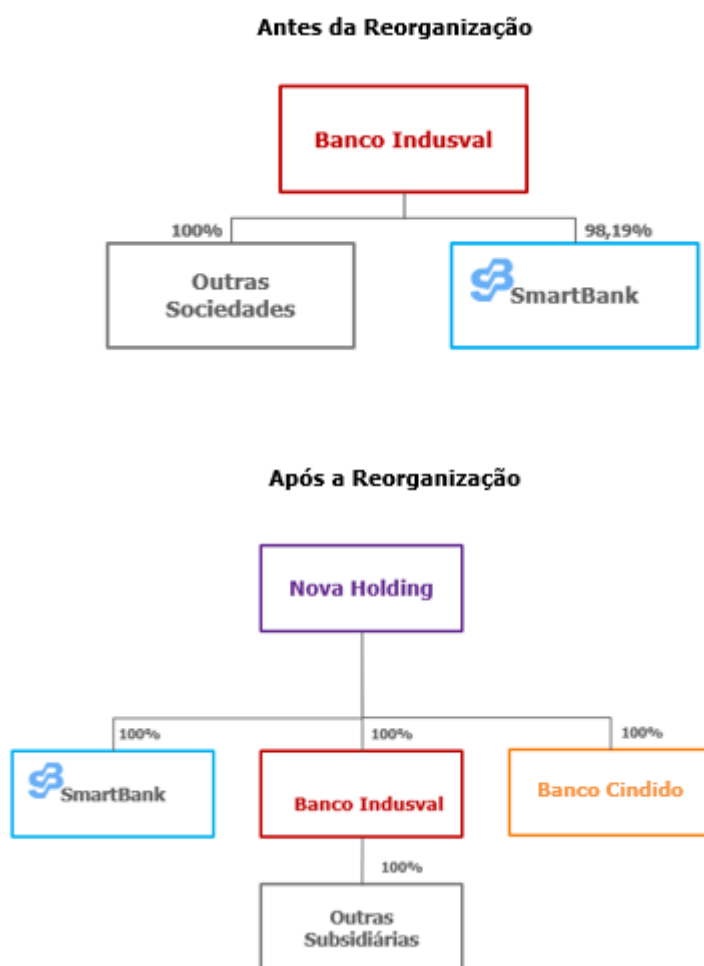 Antes da Reorganização
Banco Indusval
100%
98,19%
Outras
Sociedades
SmartBank
Após a Reorganização
Nova Holding
100%
100%
100%
SmartBank
Banco Indusval
Banco Cindido
100%
Outras
Subsidiárias